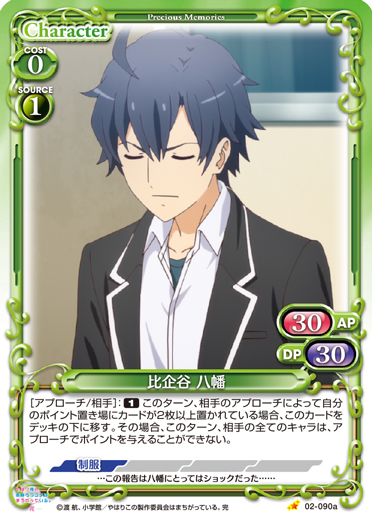 Precious Memories
Character
COST
0
SOURCE
1
30 AP
DP 30
比企谷 八幡
[アプローチ/相手]：1 このターン、相手のアプローチによって自分
のポイント置き場にカードが2枚以上置かれている場合、このカードを
デッキの下に移す。その場合、このターン、相手の全てのキャラは、ア
プローチでポイントを与えることができない。
制服
…この報告は八幡にとってはショックだった……
©渡 航、小学館／やはりこの製作委員会はまちがっている。完
02-090a